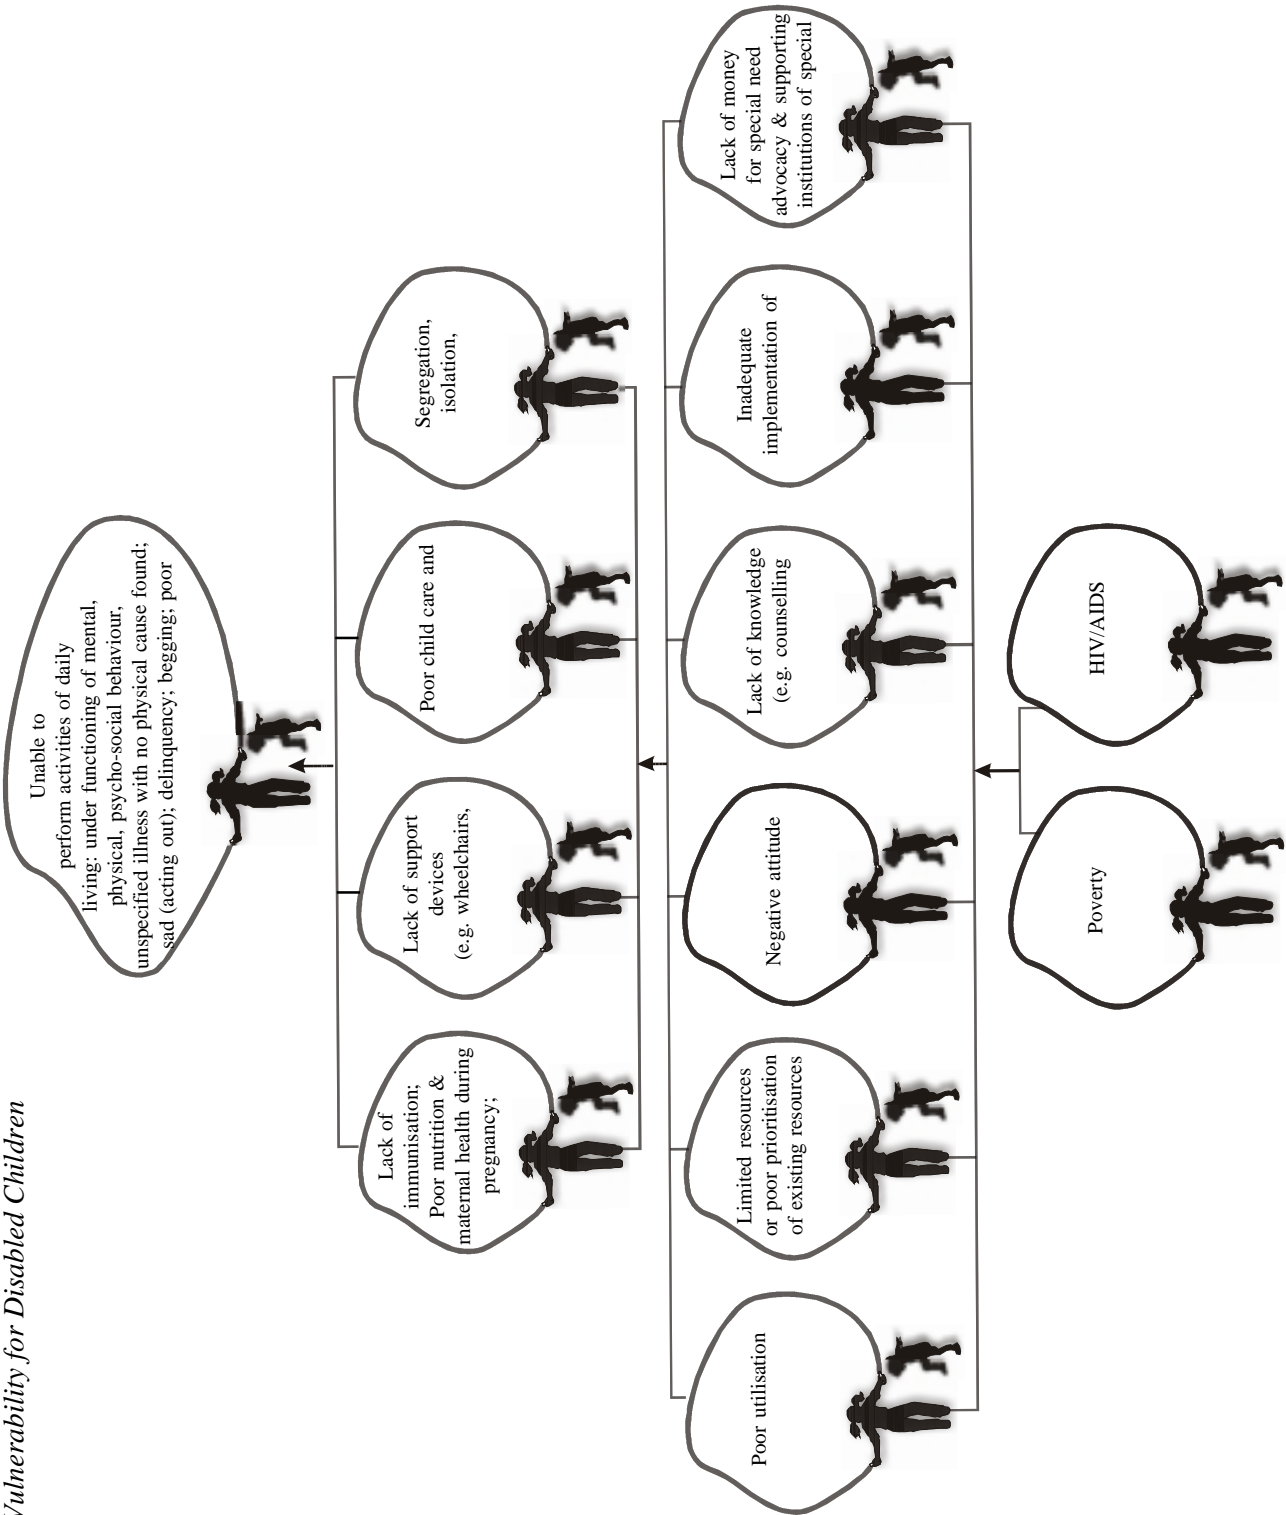 Vulnerability for Disabled Children
Unable to
perform activities of daily
living: under functioning of mental,
physical, psycho-social behaviour,
unspecified illness with no physical cause found;
sad (acting out); delinquency; begging; poor
Lack of
immunisation;
Poor nutrition &
maternal health during
pregnancy;
Lack of support
devices
(e.g. wheelchairs,
Poor child care and
Segregation,
isolation,
Poor utilisation
Limited resources
or poor prioritisation
of existing resources
Negative attitude
Lack of knowledge
(e.g. counselling
Inadequate
implementation of
Lack of money
for special need
advocacy & supporting
institutions of special
Poverty
HIV/AIDS